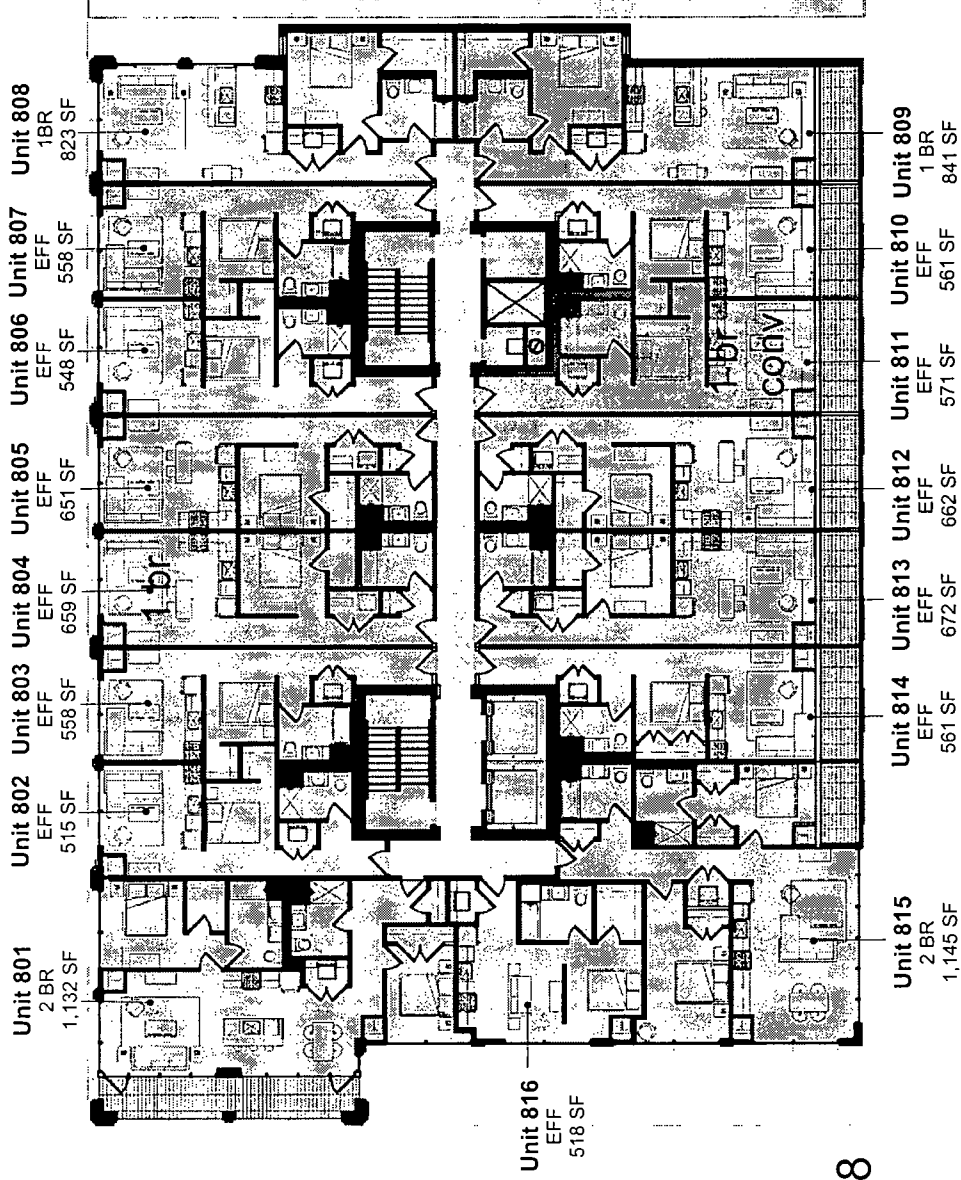 Unit 801
2 BR
1,132 SF
Unit 802
EFF
515 SF
Unit 803
EFF
558 SF
Unit 804
EFF
659 SF
Unit 805
EFF
651 SF
Unit 806
EFF
548 SF
Unit 807
EFF
558 SF
Unit 808
1BR
823 SF
1 br
1 br
conv
Unit 816
EFF
518 SF
Unit 815
2 BR
1,145 SF
Unit 814
EFF
561 SF
Unit 813
EFF
672 SF
Unit 812
EFF
662 SF
Unit 811
EFF
571 SF
Unit 810
EFF
561 SF
Unit 809
1 BR
841 SF
8